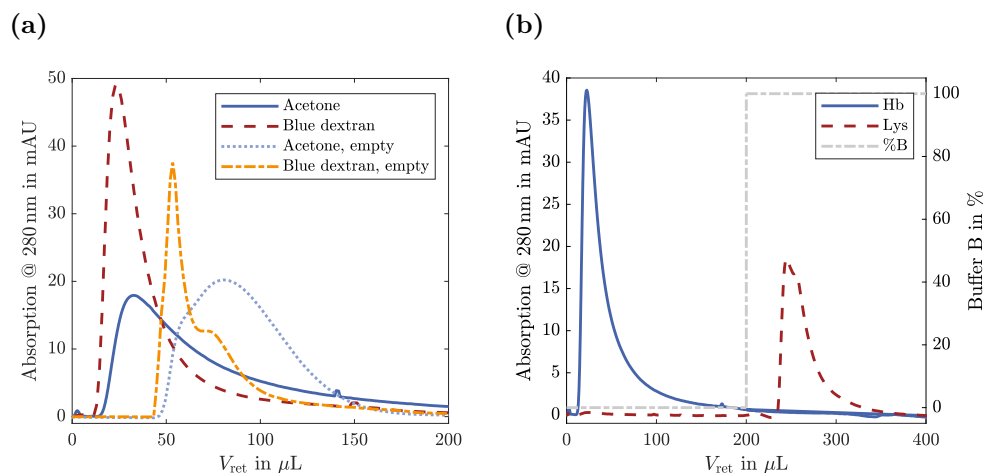 (a)
50
40
30
20
10
0
0
50
100
150
200
Absorption @ 280 nm in mAU
V_ret in μL
Acetone
Blue dextran
Acetone, empty
Blue dextran, empty
(b)
40
35
30
25
20
15
10
5
0
0
100
200
300
400
100
80
60
40
20
0
Absorption @ 280 nm in mAU
Buffer B in %
V_ret in μL
Hb
Lys
%B